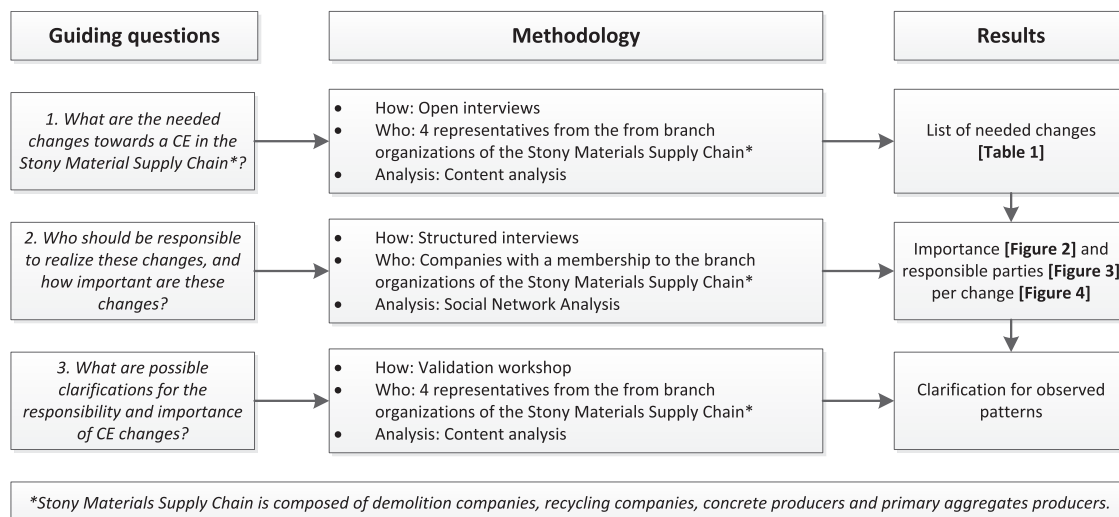 Guiding questions
Methodology
Results
1. What are the needed
changes towards a CE in the
Stony Material Supply Chain*?
• How: Open interviews
• Who: 4 representatives from the from branch
organizations of the Stony Materials Supply Chain*
• Analysis: Content analysis
List of needed changes
[Table 1]
2. Who should be responsible
to realize these changes, and
how important are these
changes?
• How: Structured interviews
• Who: Companies with a membership to the branch
organizations of the Stony Materials Supply Chain*
• Analysis: Social Network Analysis
Importance [Figure 2] and
responsible parties [Figure 3]
per change [Figure 4]
3. What are possible
clarifications for the
responsibility and importance
of CE changes?
• How: Validation workshop
• Who: 4 representatives from the from branch
organizations of the Stony Materials Supply Chain*
• Analysis: Content analysis
Clarification for observed
patterns
*Stony Materials Supply Chain is composed of demolition companies, recycling companies, concrete producers and primary aggregates producers.